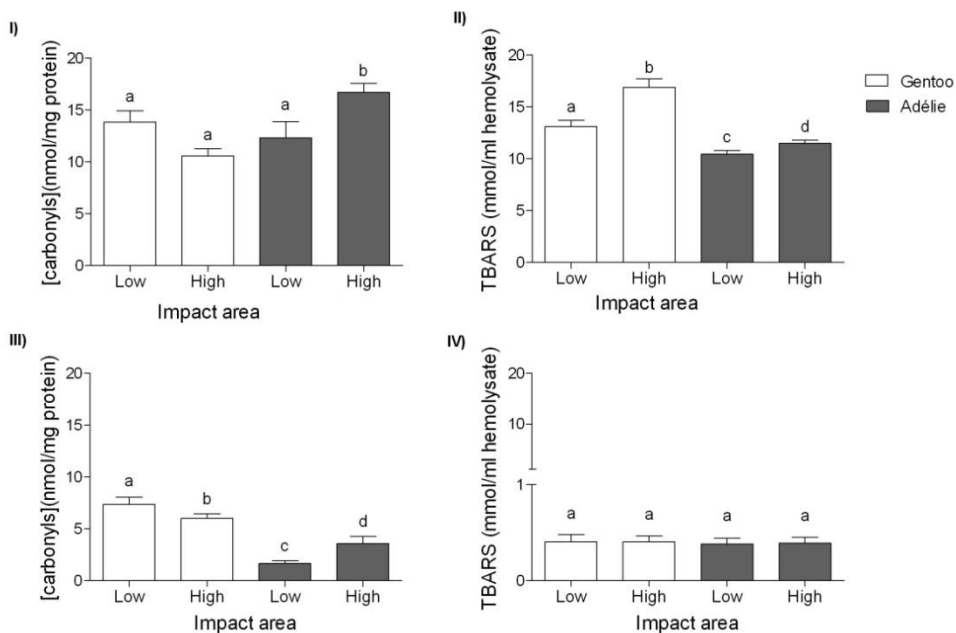 I)
[carbonyls](nmol/mg protein)
20
15
10
5
0
a
a
a
b
Low
High
Low
High
Impact area
II)
TBARS (mmol/ml hemolysate)
20
15
10
5
0
a
b
c
d
Low
High
Low
High
Impact area
Gentoo
Adélie
III)
[carbonyls](nmol/mg protein)
20
15
10
5
0
a
b
c
d
Low
High
Low
High
Impact area
IV)
TBARS (mmol/ml hemolysate)
20
10
1
0
a
a
a
a
Low
High
Low
High
Impact area